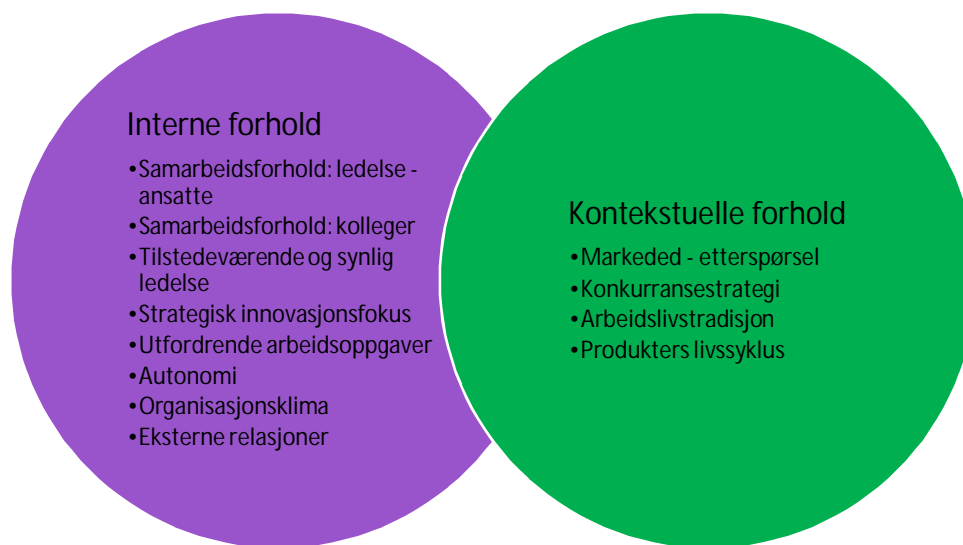 Interne forhold
•Samarbeidsforhold: ledelse -
ansatte
•Samarbeidsforhold: kolleger
•Tilstedeværende og synlig
ledelse
•Strategisk innovasjonsfokus
•Utfordrende arbeidsoppgaver
•Autonomi
•Organisasjonsklima
•Eksterne relasjoner
Kontekstuelle forhold
•Markeded - etterspørsel
•Konkurransestrategi
•Arbeidslivstradisjon
•Produkters livssyklus